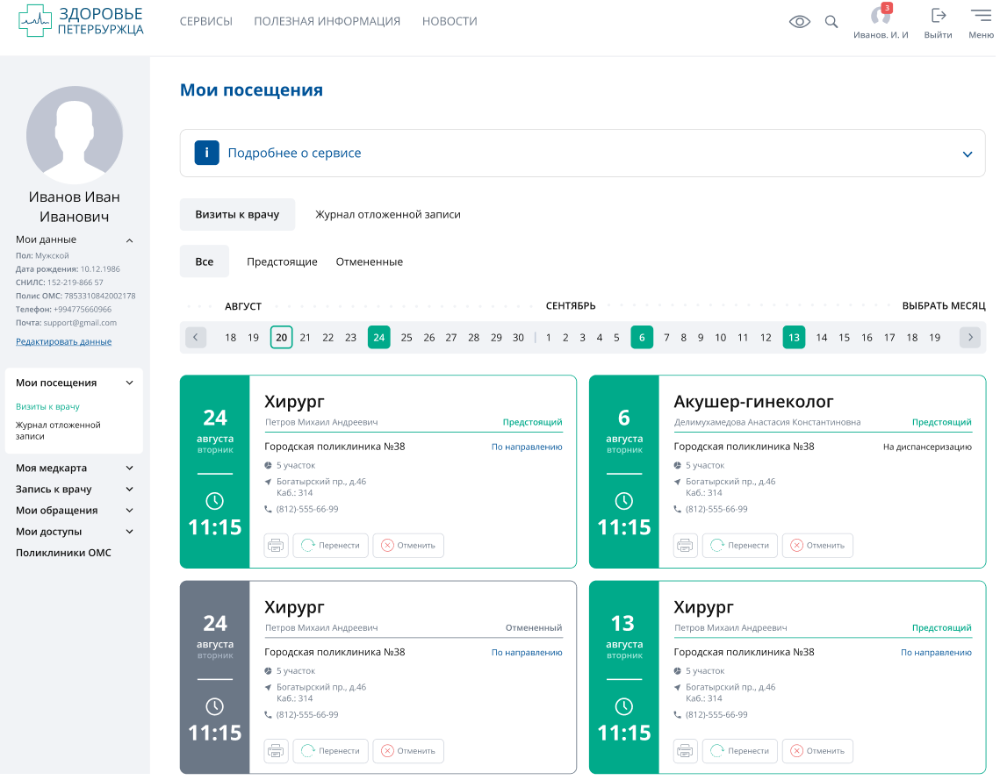 ЗДОРОВЬЕ
ПЕТЕРБУРЖЦА
СЕРВИСЫ
ПОЛЕЗНАЯ ИНФОРМАЦИЯ
НОВОСТИ
3
Иванов. И. И
Выйти
Меню
Иванов Иван
Иванович
Мои данные
Пол: Мужской
Дата рождения: 10.12.1986
СНИЛС: 152-219-866 57
Полис ОМС: 7853310842002178
Телефон: +994775660966
Почта: support@gmail.com
Редактировать данные
Мои посещения
Визиты к врачу
Журнал отложенной
записи
Моя медкарта
Запись к врачу
Мои обращения
Мои доступы
Поликлиники ОМС
Мои посещения
i Подробнее о сервисе
Визиты к врачу
Журнал отложенной записи
Все
Предстоящие
Отмененные
АВГУСТ
СЕНТЯБРЬ
ВЫБРАТЬ МЕСЯЦ
18 19 20 21 22 23 24 25 26 27 28 29 30 | 1 2 3 4 5 6 7 8 9 10 11 12 13 14 15 16 17 18 19
24
августа
вторник
11:15
Хирург
Петров Михаил Андреевич
Предстоящий
Городская поликлиника №38
По направлению
5 участок
Богатырский пр., д.46
Каб.: 314
(812)-555-66-99
Перенести
Отменить
6
августа
вторник
11:15
Акушер-гинеколог
Делимухамедова Анастасия Константиновна
Предстоящий
Городская поликлиника №38
На диспансеризацию
5 участок
Богатырский пр., д.46
Каб.: 314
(812)-555-66-99
Перенести
Отменить
24
августа
вторник
11:15
Хирург
Петров Михаил Андреевич
Отмененный
Городская поликлиника №38
По направлению
5 участок
Богатырский пр., д.46
Каб.: 314
(812)-555-66-99
Перенести
Отменить
13
августа
вторник
11:15
Хирург
Петров Михаил Андреевич
Предстоящий
Городская поликлиника №38
По направлению
5 участок
Богатырский пр., д.46
Каб.: 314
(812)-555-66-99
Перенести
Отменить